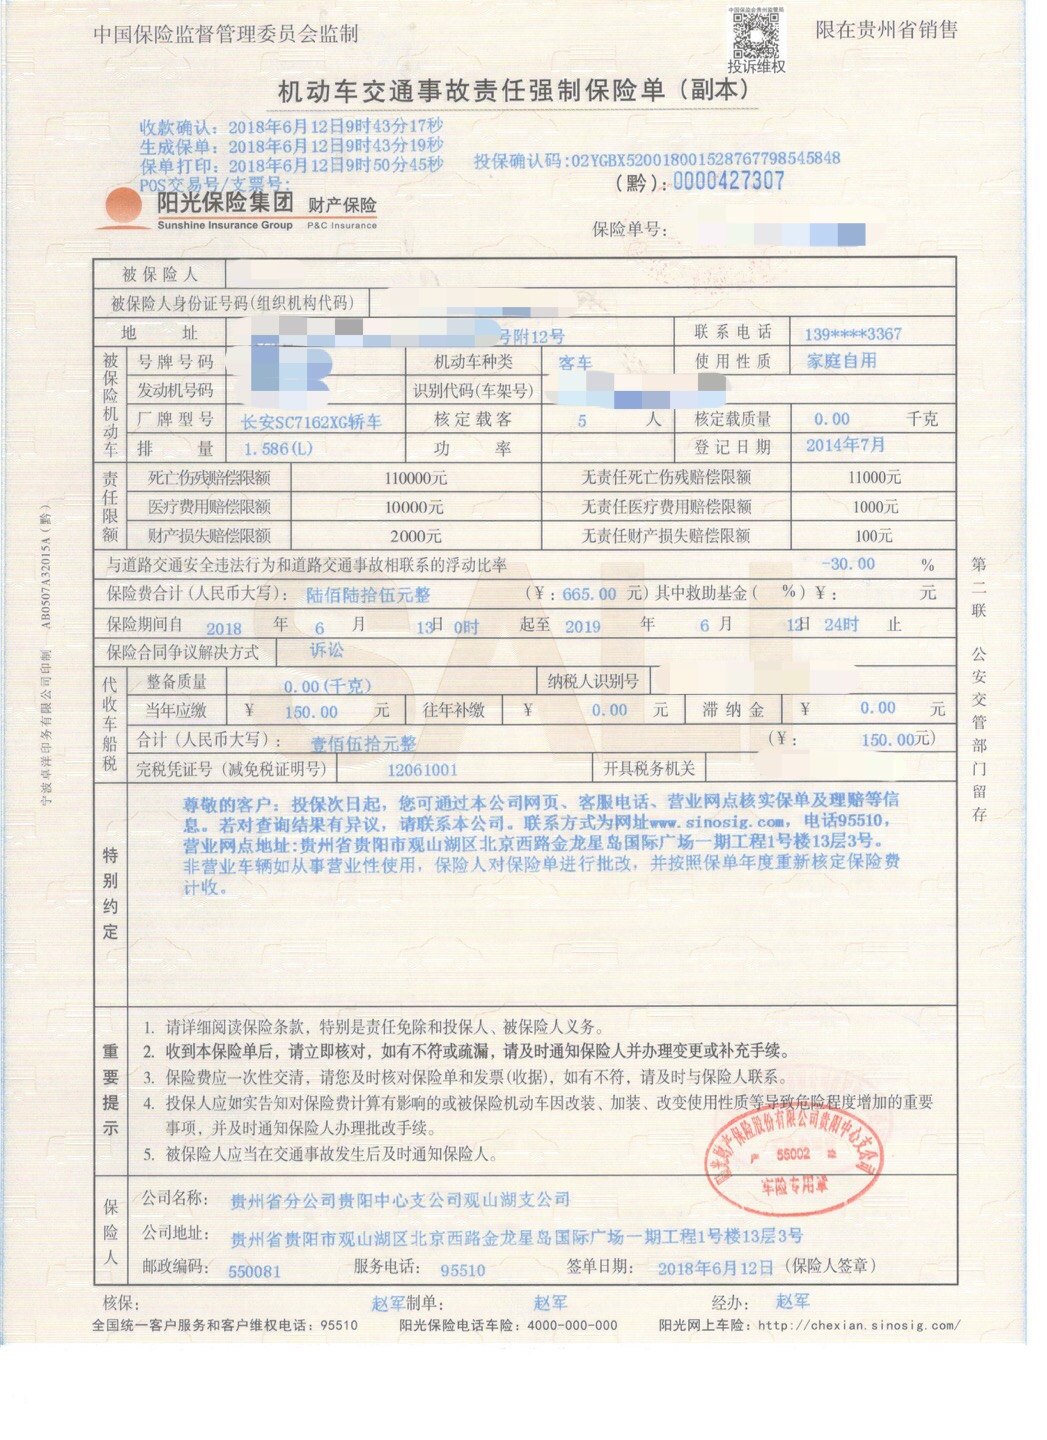 中国保险监督管理委员会监制
中国保监会贵州监管局
投诉维权
限在贵州省销售
机动车交通事故责任强制保险单（副本）
收款确认：2018年6月12日9时43分17秒
生成保单：2018年6月12日9时43分19秒
保单打印：2018年6月12日9时50分45秒
POS交易号/支票号：
投保确认码:02YGBX520018001528767798545848
（黔）：0000427307
阳光保险集团 财产保险
Sunshine Insurance Group P&C Insurance
保险单号：
被保险人
被保险人身份证号码(组织机构代码)
地 址 号附12号 联系电话 139****3367
被保险机动车
号牌号码 机动车种类 客车 使用性质 家庭自用
发动机号码 识别代码(车架号)
厂牌型号 长安SC7162XG轿车 核定载客 5 人 核定载质量 0.00 千克
排 量 1.586(L) 功 率 登记日期 2014年7月
责任限额
死亡伤残赔偿限额 110000元 无责任死亡伤残赔偿限额 11000元
医疗费用赔偿限额 10000元 无责任医疗费用赔偿限额 1000元
财产损失赔偿限额 2000元 无责任财产损失赔偿限额 100元
与道路交通安全违法行为和道路交通事故相联系的浮动比率 -30.00 %
保险费合计（人民币大写）： 陆佰陆拾伍元整 （¥：665.00 元）其中救助基金（ %）¥： 元
保险期间自 2018 年 6 月 13日 0时 起至 2019 年 6 月 12日 24时 止
保险合同争议解决方式 诉讼
代收车船税
整备质量 0.00(千克) 纳税人识别号
当年应缴 ¥ 150.00 元 往年补缴 ¥ 0.00 元 滞纳金 ¥ 0.00 元
合计（人民币大写）： 壹佰伍拾元整 （¥： 150.00元）
完税凭证号（减免税证明号） 12061001 开具税务机关
特别约定
尊敬的客户：投保次日起，您可通过本公司网页、客服电话、营业网点核实保单及理赔等信
息。若对查询结果有异议，请联系本公司。联系方式为网址www.sinosig.com，电话95510，
营业网点地址:贵州省贵阳市观山湖区北京西路金龙星岛国际广场一期工程1号楼13层3号。
非营业车辆如从事营业性使用，保险人对保险单进行批改，并按照保单年度重新核定保险费
计收。
重要提示
1. 请详细阅读保险条款，特别是责任免除和投保人、被保险人义务。
2. 收到本保险单后，请立即核对，如有不符或疏漏，请及时通知保险人并办理变更或补充手续。
3. 保险费应一次性交清，请您及时核对保险单和发票(收据)，如有不符，请及时与保险人联系。
4. 投保人应如实告知对保险费计算有影响的或被保险机动车因改装、加装、改变使用性质等导致危险程度增加的重要
事项，并及时通知保险人办理批改手续。
5. 被保险人应当在交通事故发生后及时通知保险人。
阳光财产保险股份有限公司贵阳中心支公司
55002
车险专用章
保险人
公司名称： 贵州省分公司贵阳中心支公司观山湖支公司
公司地址： 贵州省贵阳市观山湖区北京西路金龙星岛国际广场一期工程1号楼13层3号
邮政编码： 550081 服务电话： 95510 签单日期： 2018年6月12日 （保险人签章）
核保： 赵军制单： 赵军 经办： 赵军
全国统一客户服务和客户维权电话：95510 阳光保险电话车险：4000-000-000 阳光网上车险：http://chexian.sinosig.com/
第二联 公安交管部门留存
宁波卓洋印务有限公司印制 AB0507A32015A（黔）